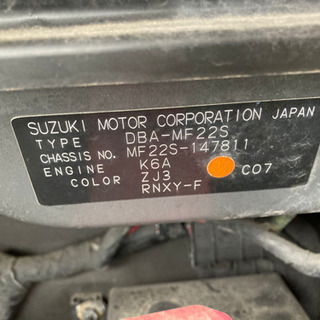 SUZUKI MOTOR CORPORATION JAPAN
TYPE DBA-MF22S
CHASSIS NO. MF22S-147811
ENGINE K6A
COLOR ZJ3 C07
RNXY-F